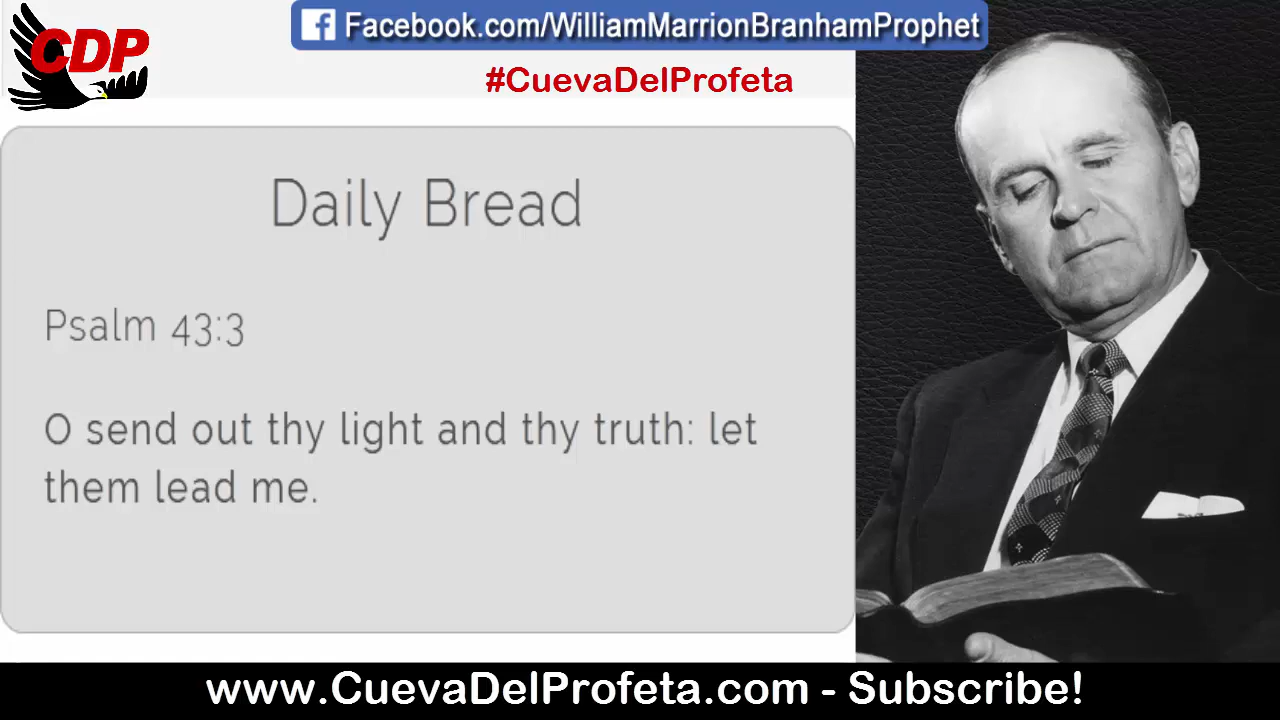 CDP
Facebook.com/WilliamMarrionBranhamProphet
#CuevaDelProfeta
Daily Bread
Psalm 43:3
O send out thy light and thy truth: let
them lead me.
www.CuevaDelProfeta.com - Subscribe!